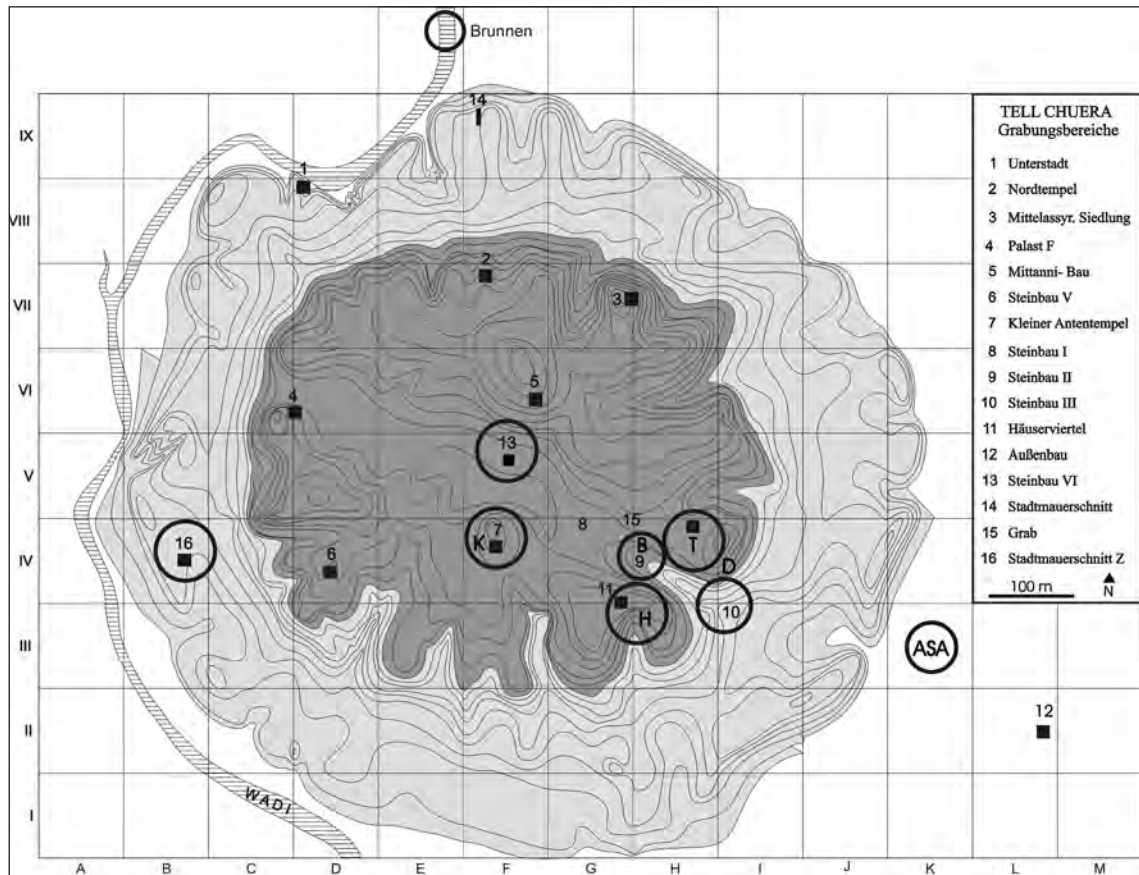 Brunnen
IX
14
1
VIII
2
VII
3
VI
5
4
13
V
8
15
7
K
B
T
16
9
6
D
IV
11
10
H
III
ASA
12
II
WADI
I
A B C D E F G H I J K L M
TELL CHUERA
Grabungsbereiche
1 Unterstadt
2 Nordtempel
3 Mittelassyr. Siedlung
4 Palast F
5 Mittanni- Bau
6 Steinbau V
7 Kleiner Antentempel
8 Steinbau I
9 Steinbau II
10 Steinbau III
11 Häuserviertel
12 Außenbau
13 Steinbau VI
14 Stadtmauerschnitt
15 Grab
16 Stadtmauerschnitt Z
100 m
N